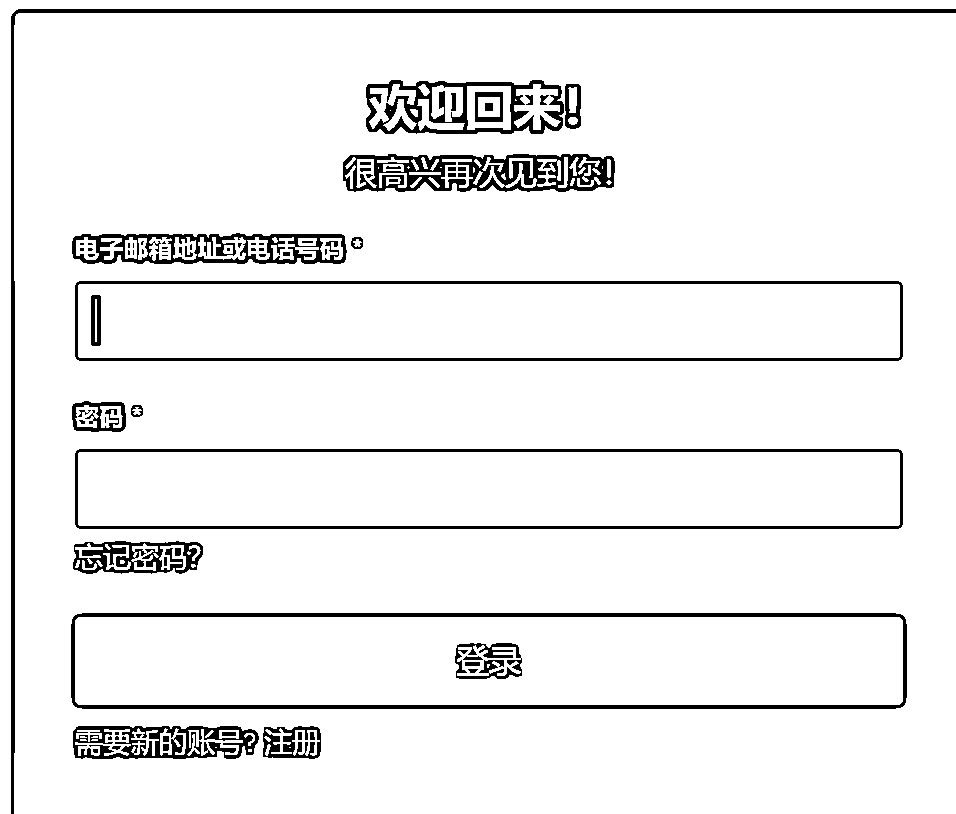 欢迎回来！
很高兴再次见到您！
电子邮箱地址或电话号码 *
密码 *
忘记密码？
登录
需要新的账号？注册